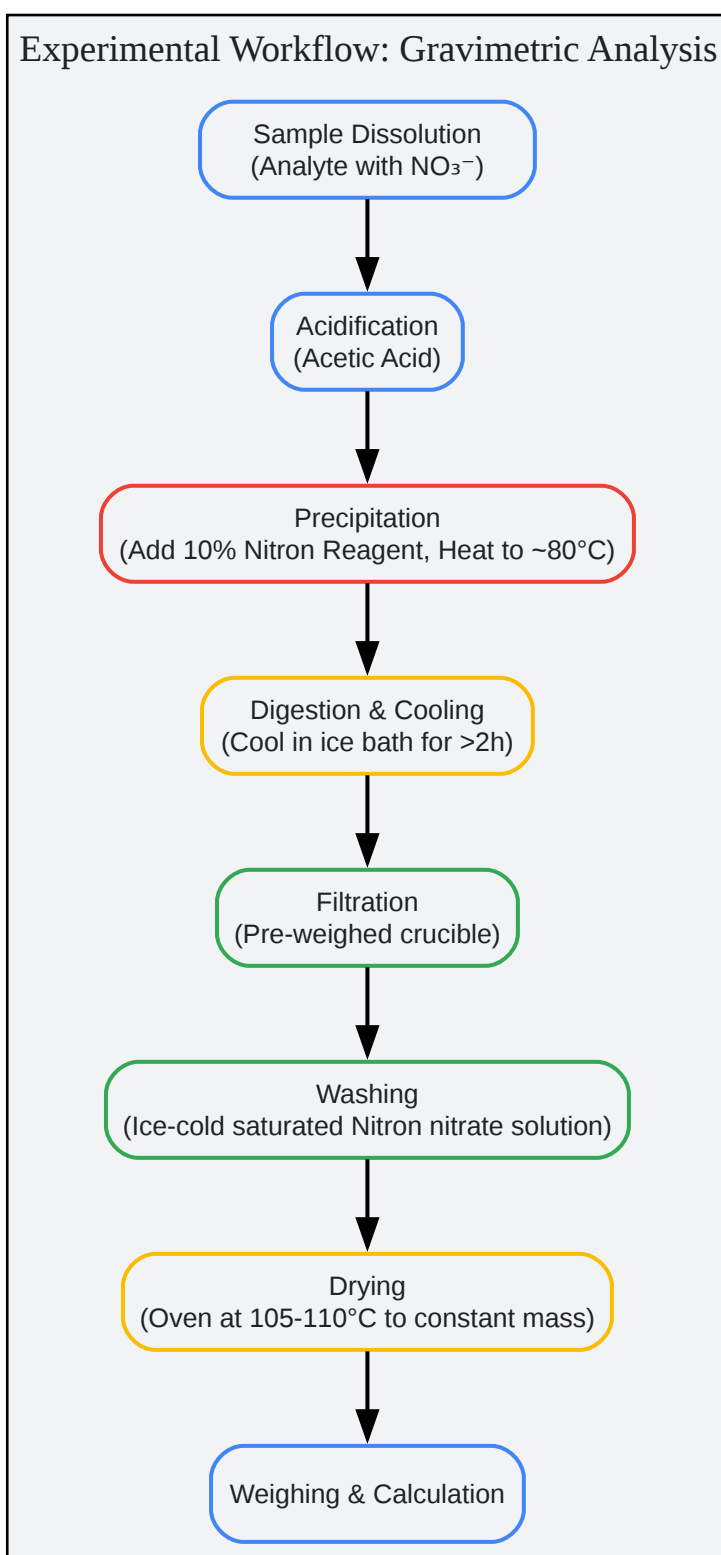 Experimental Workflow: Gravimetric Analysis
Sample Dissolution
(Analyte with NO₃⁻)
Acidification
(Acetic Acid)
Precipitation
(Add 10% Nitron Reagent, Heat to ~80°C)
Digestion & Cooling
(Cool in ice bath for >2h)
Filtration
(Pre-weighed crucible)
Washing
(Ice-cold saturated Nitron nitrate solution)
Drying
(Oven at 105-110°C to constant mass)
Weighing & Calculation